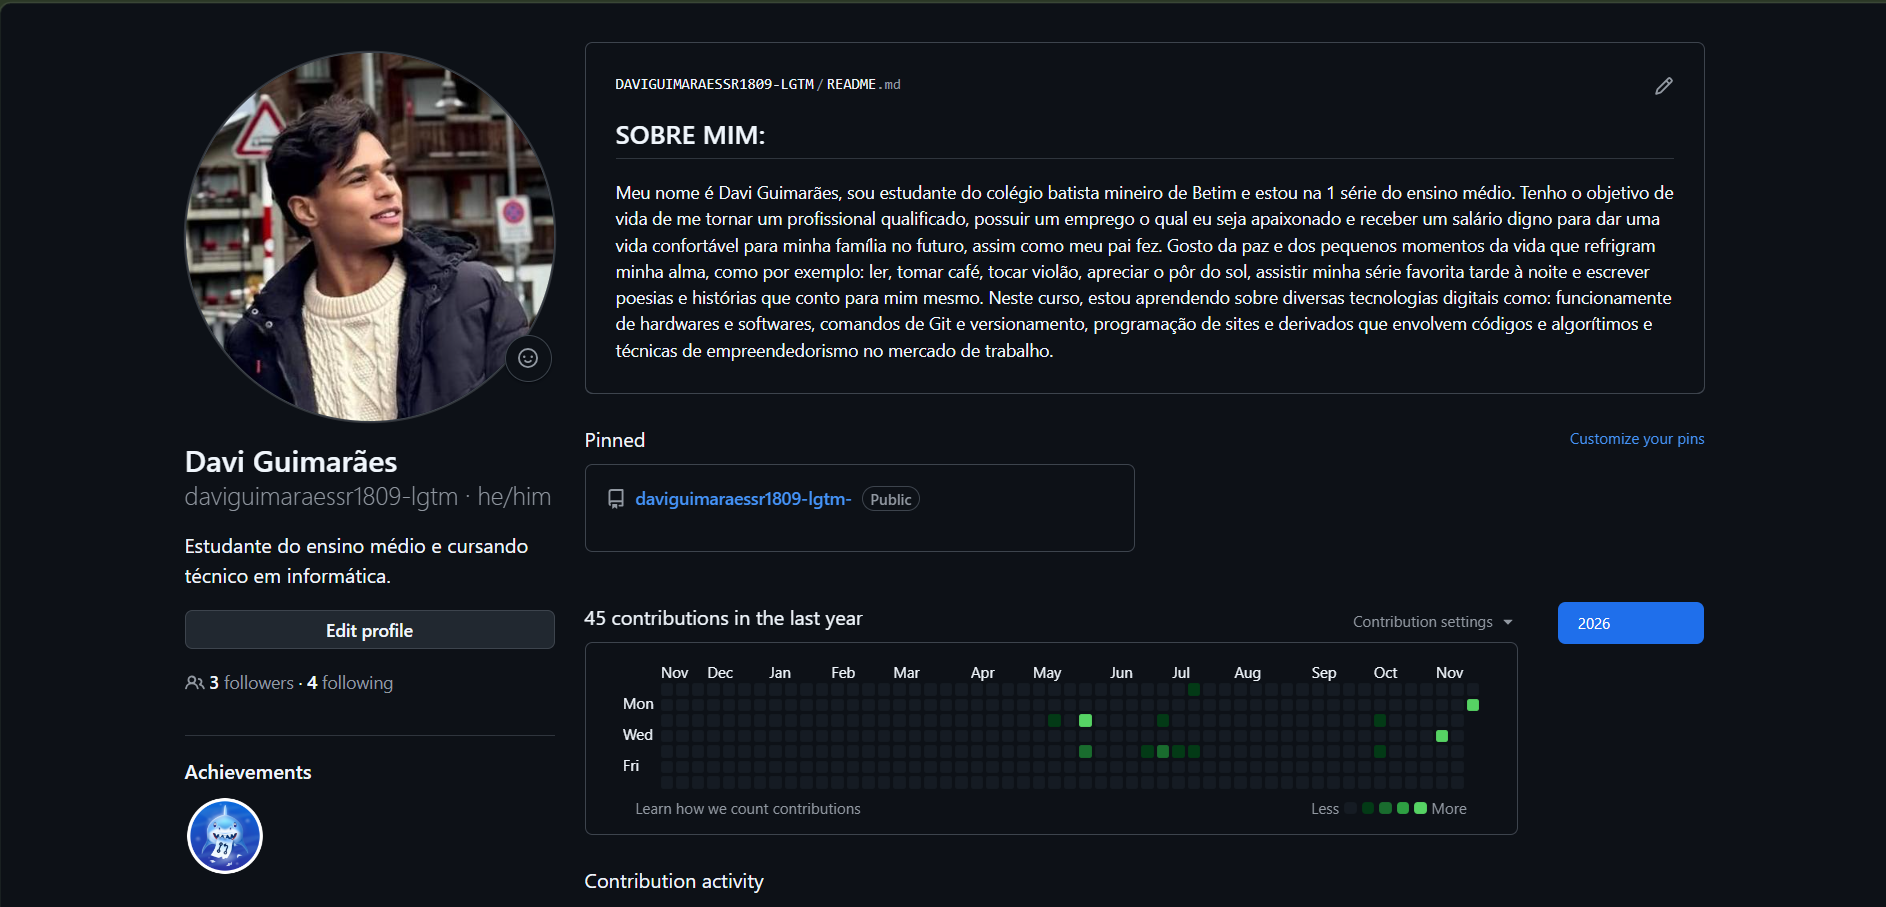 DAVIGUIMARAESSR1809-LGTM/README.md
SOBRE MIM:
Meu nome é Davi Guimarães, sou estudante do colégio batista mineiro de Betim e estou na 1 série do ensino médio. Tenho o objetivo de
vida de me tornar um profissional qualificado, possuir um emprego o qual eu seja apaixonado e receber um salário digno para dar uma
vida confortável para minha família no futuro, assim como meu pai fez. Gosto da paz e dos pequenos momentos da vida que refrigram
minha alma, como por exemplo: ler, tomar café, tocar violão, apreciar o pôr do sol, assistir minha série favorita tarde à noite e escrever
poesias e histórias que conto para mim mesmo. Neste curso, estou aprendendo sobre diversas tecnologias digitais como: funcionamente
de hardwares e softwares, comandos de Git e versionamento, programação de sites e derivados que envolvem códigos e algorítimos e
técnicas de empreendedorismo no mercado de trabalho.
Davi Guimarães
daviguimaraessr1809-lgtm · he/him
Estudante do ensino médio e cursando
técnico em informática.
Edit profile
3 followers · 4 following
Achievements
Pinned
Customize your pins
daviguimaraessr1809-lgtm- Public
45 contributions in the last year
Contribution settings
2026
Nov Dec Jan Feb Mar Apr May Jun Jul Aug Sep Oct Nov
Mon
Wed
Fri
Learn how we count contributions
Less More
Contribution activity